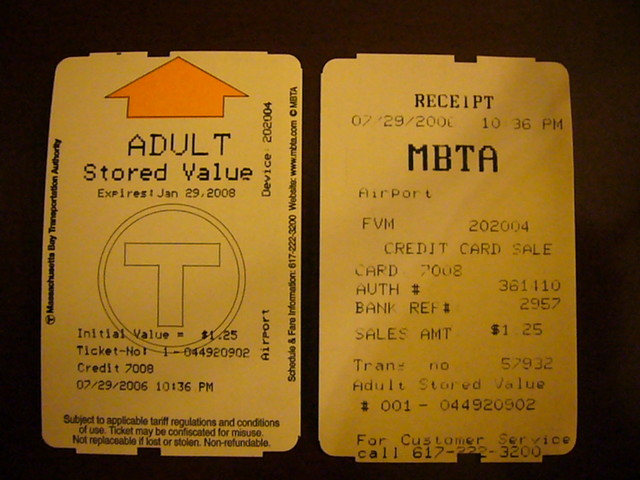 ADULT
Stored Value
Expires: Jan 29,2008
T
Initial Value = $1.25
Ticket-No: 1-044920902
Credit 7008
07/29/2006 10:36 PM
Subject to applicable tariff regulations and conditions
of use. Ticket may be confiscated for misuse.
Not replaceable if lost or stolen. Non-refundable.
T Massachusetts Bay Transportation Authority
Device: 202004
Airport
Schedule & Fare Information: 617-222-3200 Website: www.mbta.com © MBTA
RECEIPT
07/29/2006 10:36 PM
MBTA
Airport
FVM 202004
CREDIT CARD SALE
CARD 7008
AUTH # 361410
BANK REF# 2957
SALES AMT $1.25
Trans no 57932
Adult Stored Value
# 001-044920902
For Customer Service
call 617-222-3200